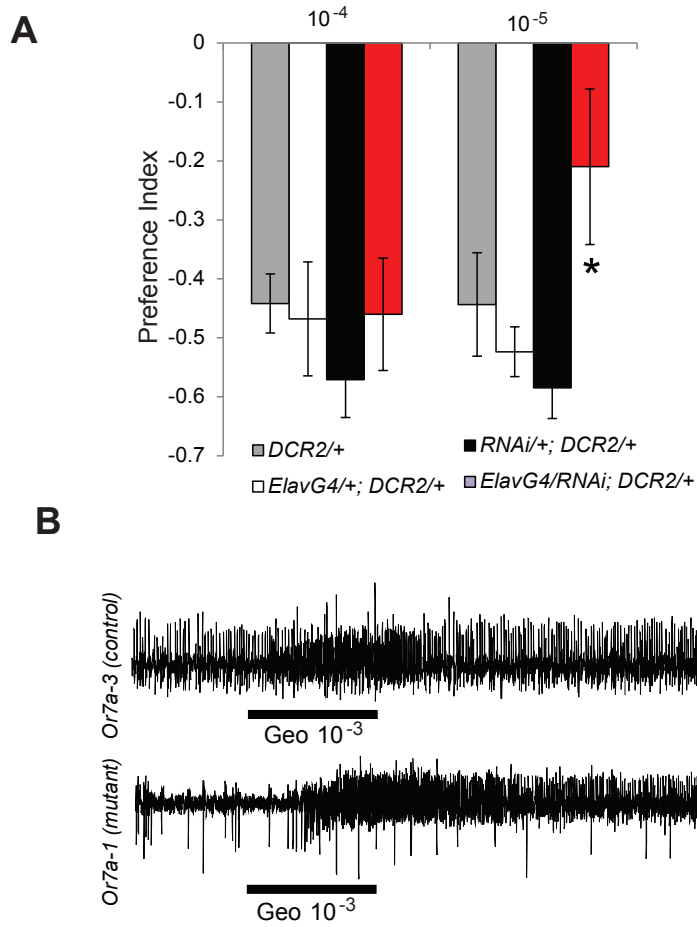 A
10-4 10-5
0
-0.1
-0.2
-0.3
-0.4
-0.5
-0.6
-0.7
Preference Index
*
DCR2/+ RNAi/+; DCR2/+
ElavG4/+; DCR2/+ ElavG4/RNAi; DCR2/+
B
Or7a-3 (control)
Geo 10-3
Or7a-1 (mutant)
Geo 10-3